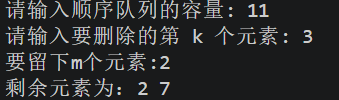 请输入顺序队列的容量: 11
请输入要删除的第 k 个元素: 3
要留下m个元素:2
剩余元素为: 2 7